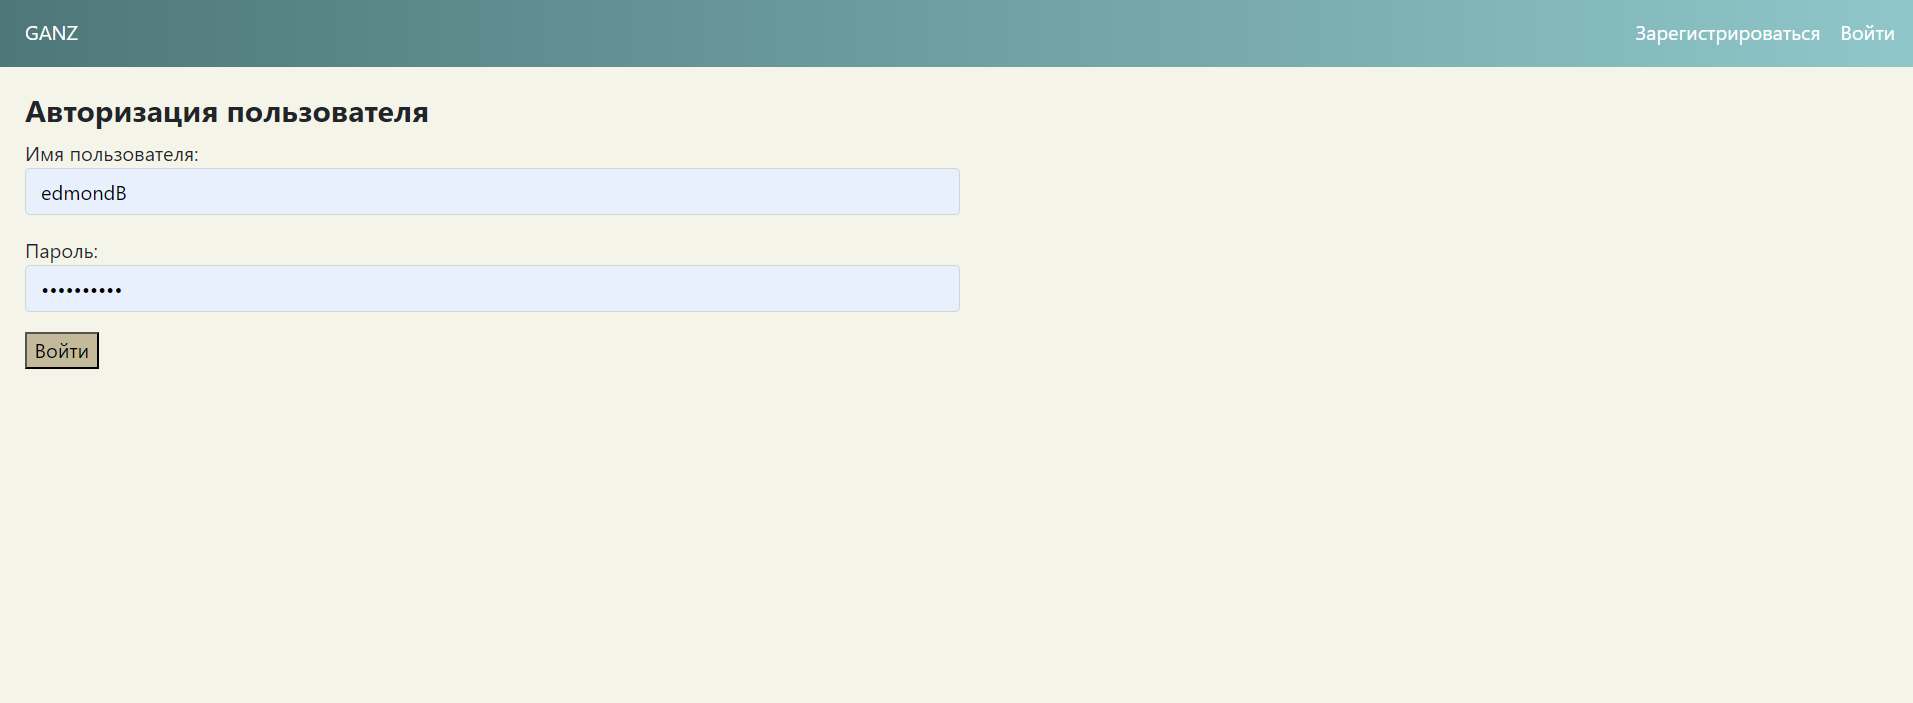 GANZ Зарегистрироваться Войти
Авторизация пользователя
Имя пользователя:
edmondB
Пароль:
••••••••••
Войти